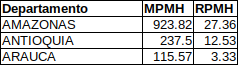 Departamento MPMH RPMH
AMAZONAS 923.82 27.36
ANTIOQUIA 237.5 12.53
ARAUCA 115.57 3.33